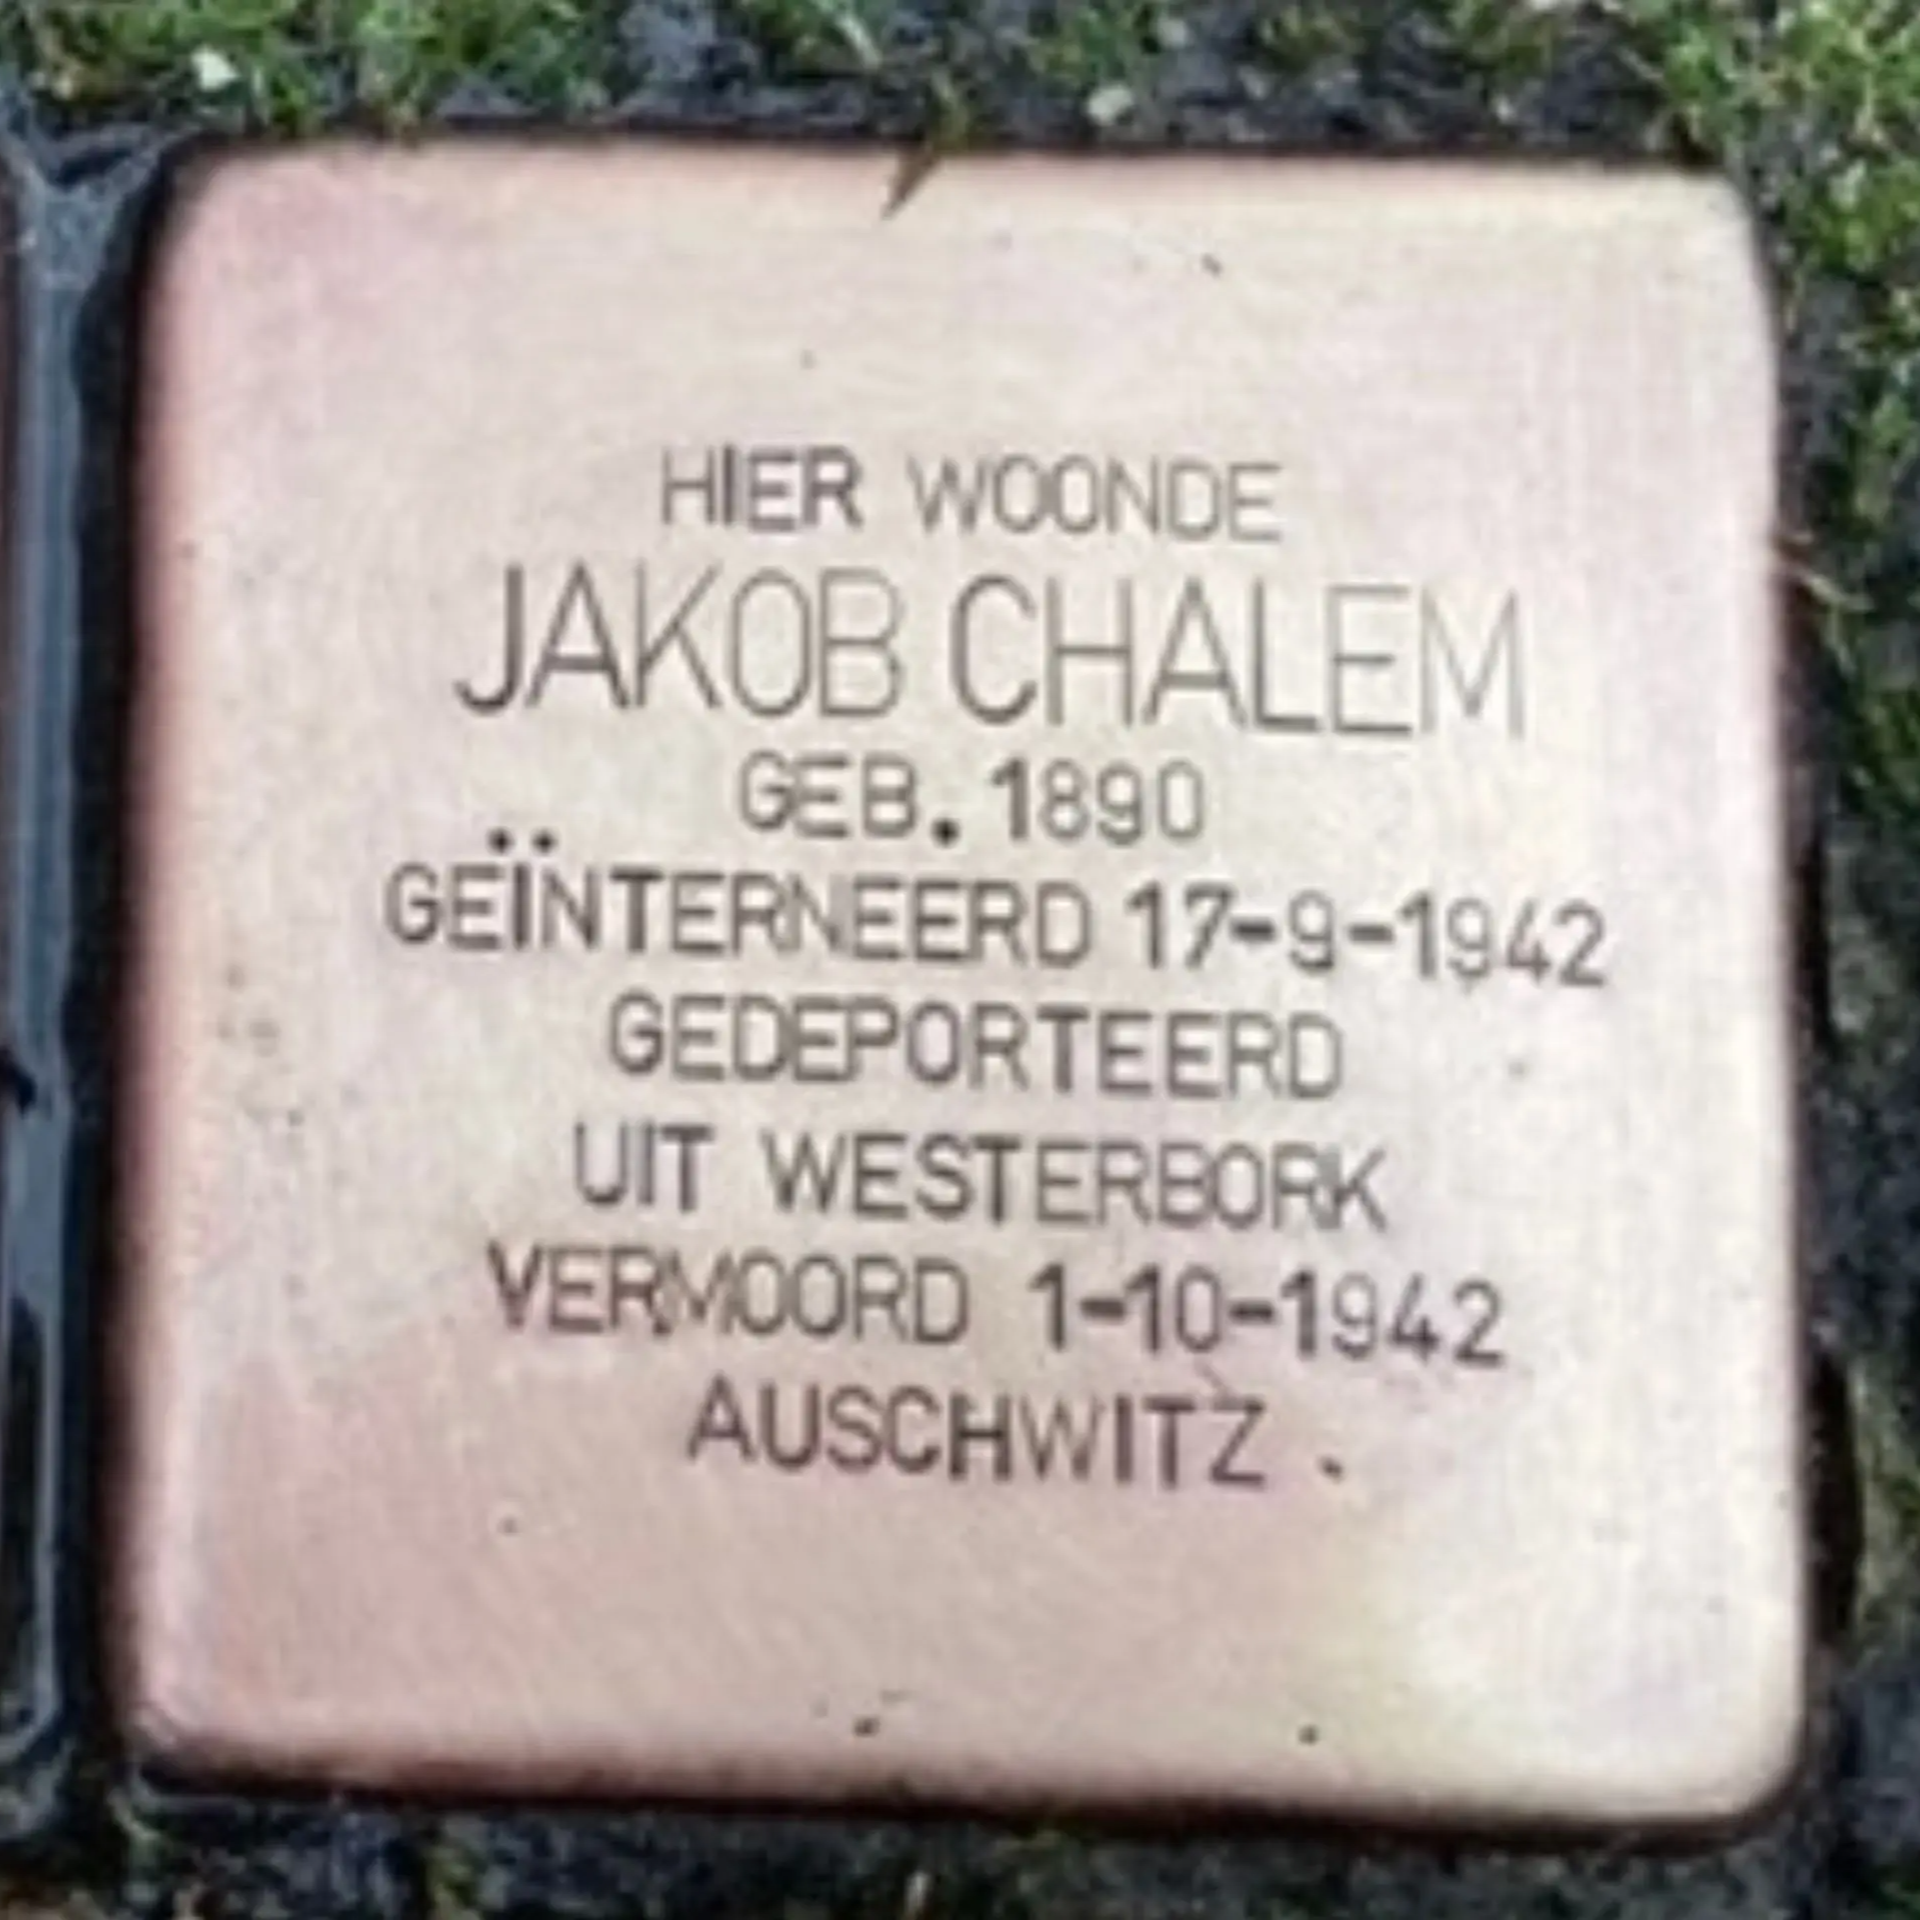 HIER WOONDE
JAKOB CHALEM
GEB. 1890
GEÏNTERNEERD 17-9-1942
GEDEPORTEERD
UIT WESTERBORK
VERMOORD 1-10-1942
AUSCHWITZ .